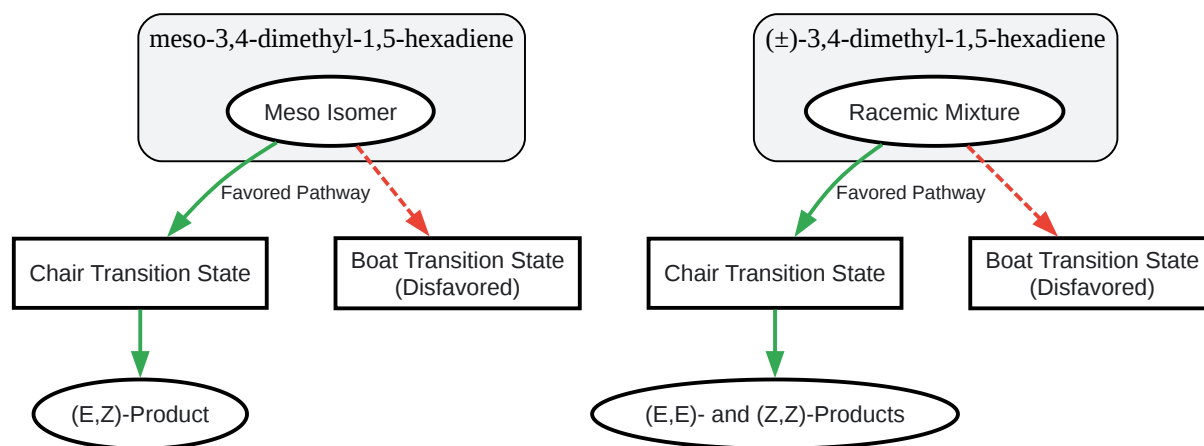 meso-3,4-dimethyl-1,5-hexadiene
Meso Isomer
Favored Pathway
Chair Transition State
Boat Transition State
(Disfavored)
(E,Z)-Product
(±)-3,4-dimethyl-1,5-hexadiene
Racemic Mixture
Favored Pathway
Chair Transition State
Boat Transition State
(Disfavored)
(E,E)- and (Z,Z)-Products